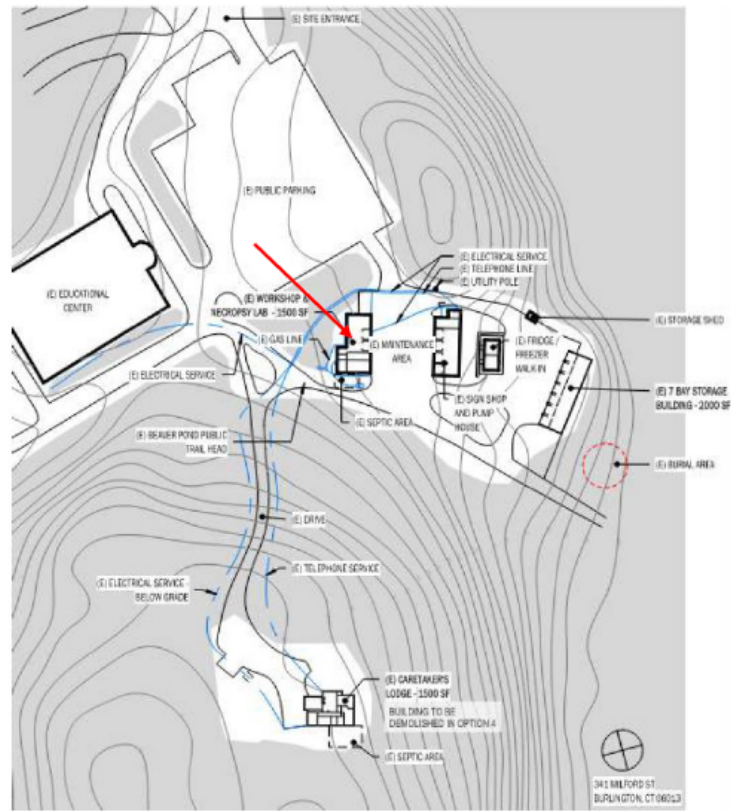 (E) SITE ENTRANCE
(E) PUBLIC PARKING
(E) ELECTRICAL SERVICE
(E) TELEPHONE LINE
(E) UTILITY POLE
(E) EDUCATIONAL
CENTER
(E) WORKSHOP &
NECROPSY LAB - 1500 SF
(E) STORAGE SHED
(E) GAS LINE
(E) MAINTENANCE
AREA
(E) FRIDGE /
FREEZER
WALK-IN
(E) ELECTRICAL SERVICE
(E) 7 BAY STORAGE
BUILDING - 2000 SF
(E) SIGN SHOP
AND PUMP
HOUSE
(E) SEPTIC AREA
(E) BEAVER POND PUBLIC
TRAIL HEAD
(E) BURIAL AREA
(E) DRIVE
(E) TELEPHONE SERVICE
(E) ELECTRICAL SERVICE -
BELOW GRADE
(E) CARETAKER'S
LODGE - 1500 SF
BUILDING TO BE
DEMOLISHED IN OPTION 4
(E) SEPTIC AREA
341 MILFORD ST
BURLINGTON, CT 06013